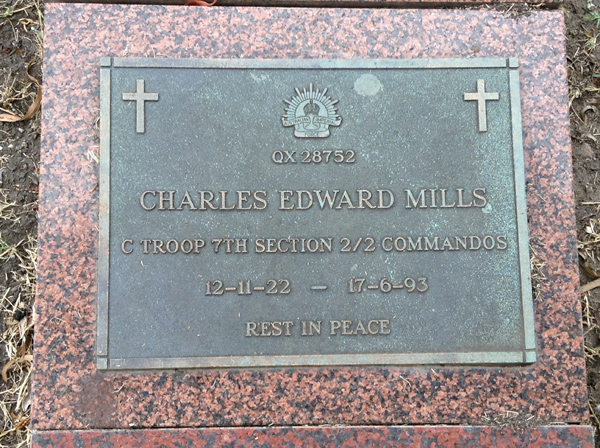 QX 28752
CHARLES EDWARD MILLS
C TROOP 7TH SECTION 2/2 COMMANDOS
12-11-22 — 17-6-93
REST IN PEACE